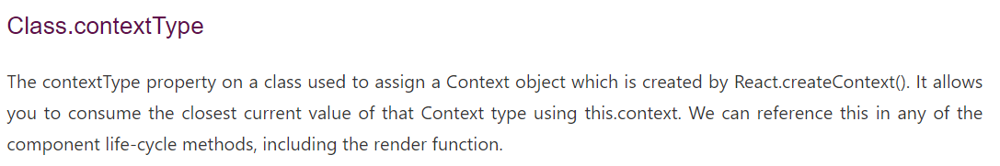 Class.contextType
The contextType property on a class used to assign a Context object which is created by React.createContext(). It allows
you to consume the closest current value of that Context type using this.context. We can reference this in any of the
component life-cycle methods, including the render function.